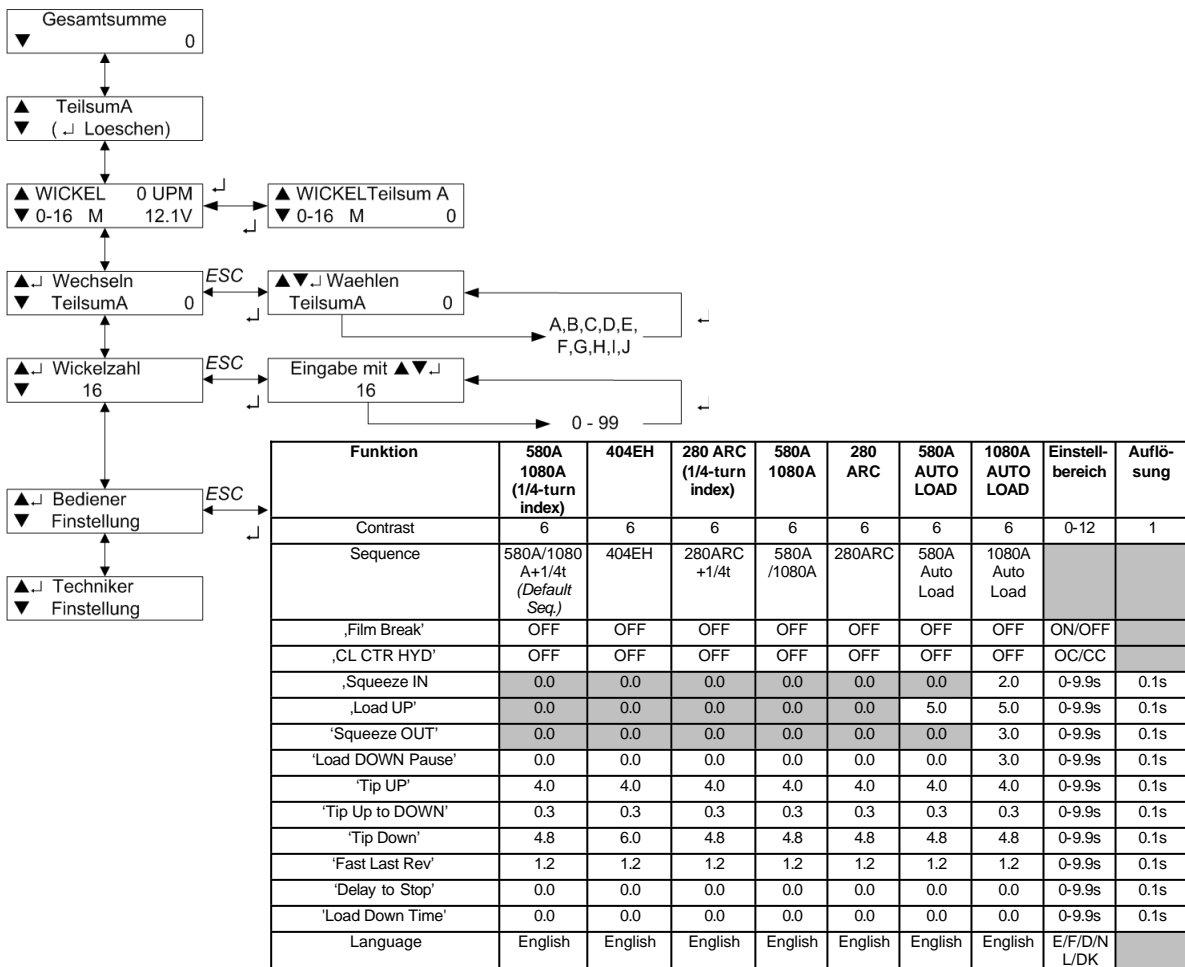 Gesamtsumme
▼ 0
▲ TeilsumA
▼ (↵ Loeschen)
▲ WICKEL 0 UPM
▼ 0-16 M 12.1V
↵
↵
▲ WICKELTeilsum A
▼ 0-16 M 0
▲↵ Wechseln
▼ TeilsumA 0
ESC
↵
▲▼↵ Waehlen
TeilsumA 0
A,B,C,D,E,
F,G,H,I,J
↵
▲↵ Wickelzahl
▼ 16
ESC
↵
Eingabe mit ▲▼↵
16
0 - 99
↵
▲↵ Bediener
▼ Finstellung
ESC
↵
▲↵ Techniker
▼ Finstellung
Funktion 580A 1080A (1/4-turn index) 404EH 280 ARC (1/4-turn index) 580A 1080A 280 ARC 580A AUTO LOAD 1080A AUTO LOAD Einstell-bereich Auflö-sung
Contrast 6 6 6 6 6 6 6 0-12 1
Sequence 580A/1080 A+1/4t (Default Seq.) 404EH 280ARC +1/4t 580A /1080A 280ARC 580A Auto Load 1080A Auto Load
‚Film Break’ OFF OFF OFF OFF OFF OFF OFF ON/OFF
‚CL CTR HYD’ OFF OFF OFF OFF OFF OFF OFF OC/CC
‚Squeeze IN 0.0 0.0 0.0 0.0 0.0 0.0 2.0 0-9.9s 0.1s
‚Load UP’ 0.0 0.0 0.0 0.0 0.0 5.0 5.0 0-9.9s 0.1s
‘Squeeze OUT’ 0.0 0.0 0.0 0.0 0.0 0.0 3.0 0-9.9s 0.1s
‘Load DOWN Pause’ 0.0 0.0 0.0 0.0 0.0 0.0 3.0 0-9.9s 0.1s
‘Tip UP’ 4.0 4.0 4.0 4.0 4.0 4.0 4.0 0-9.9s 0.1s
‘Tip Up to DOWN’ 0.3 0.3 0.3 0.3 0.3 0.3 0.3 0-9.9s 0.1s
‘Tip Down’ 4.8 6.0 4.8 4.8 4.8 4.8 4.8 0-9.9s 0.1s
‘Fast Last Rev’ 1.2 1.2 1.2 1.2 1.2 1.2 1.2 0-9.9s 0.1s
‘Delay to Stop’ 0.0 0.0 0.0 0.0 0.0 0.0 0.0 0-9.9s 0.1s
'Load Down Time' 0.0 0.0 0.0 0.0 0.0 0.0 0.0 0-9.9s 0.1s
Language English English English English English English English E/F/D/N L/DK